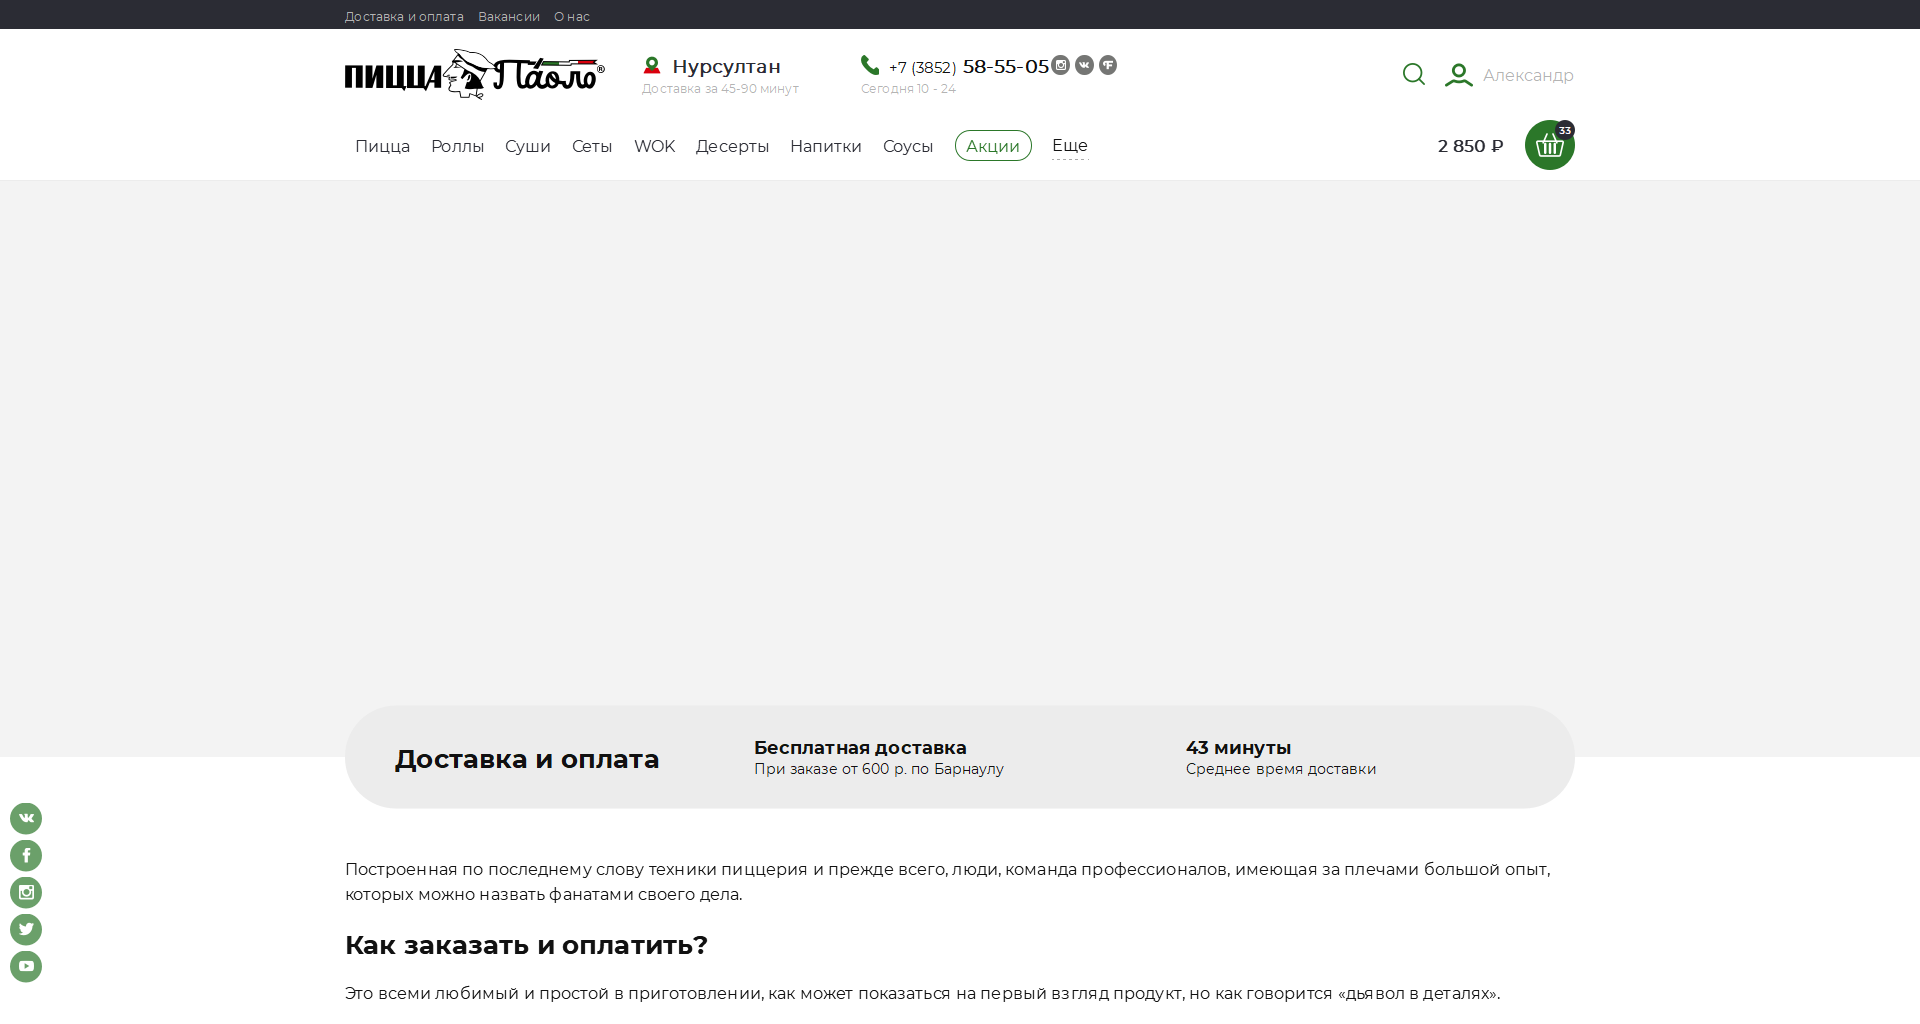 Доставка и оплата Вакансии О нас
ПИЦЦА Па́оло®
Нурсултан
Доставка за 45-90 минут
+7 (3852) 58-55-05
Сегодня 10 - 24
Александр
Пицца Роллы Суши Сеты WOK Десерты Напитки Соусы Акции Еще
2 850 ₽
33
Доставка и оплата
Бесплатная доставка
При заказе от 600 р. по Барнаулу
43 минуты
Среднее время доставки
Построенная по последнему слову техники пиццерия и прежде всего, люди, команда профессионалов, имеющая за плечами большой опыт,
которых можно назвать фанатами своего дела.
Как заказать и оплатить?
Это всеми любимый и простой в приготовлении, как может показаться на первый взгляд продукт, но как говорится «дьявол в деталях».